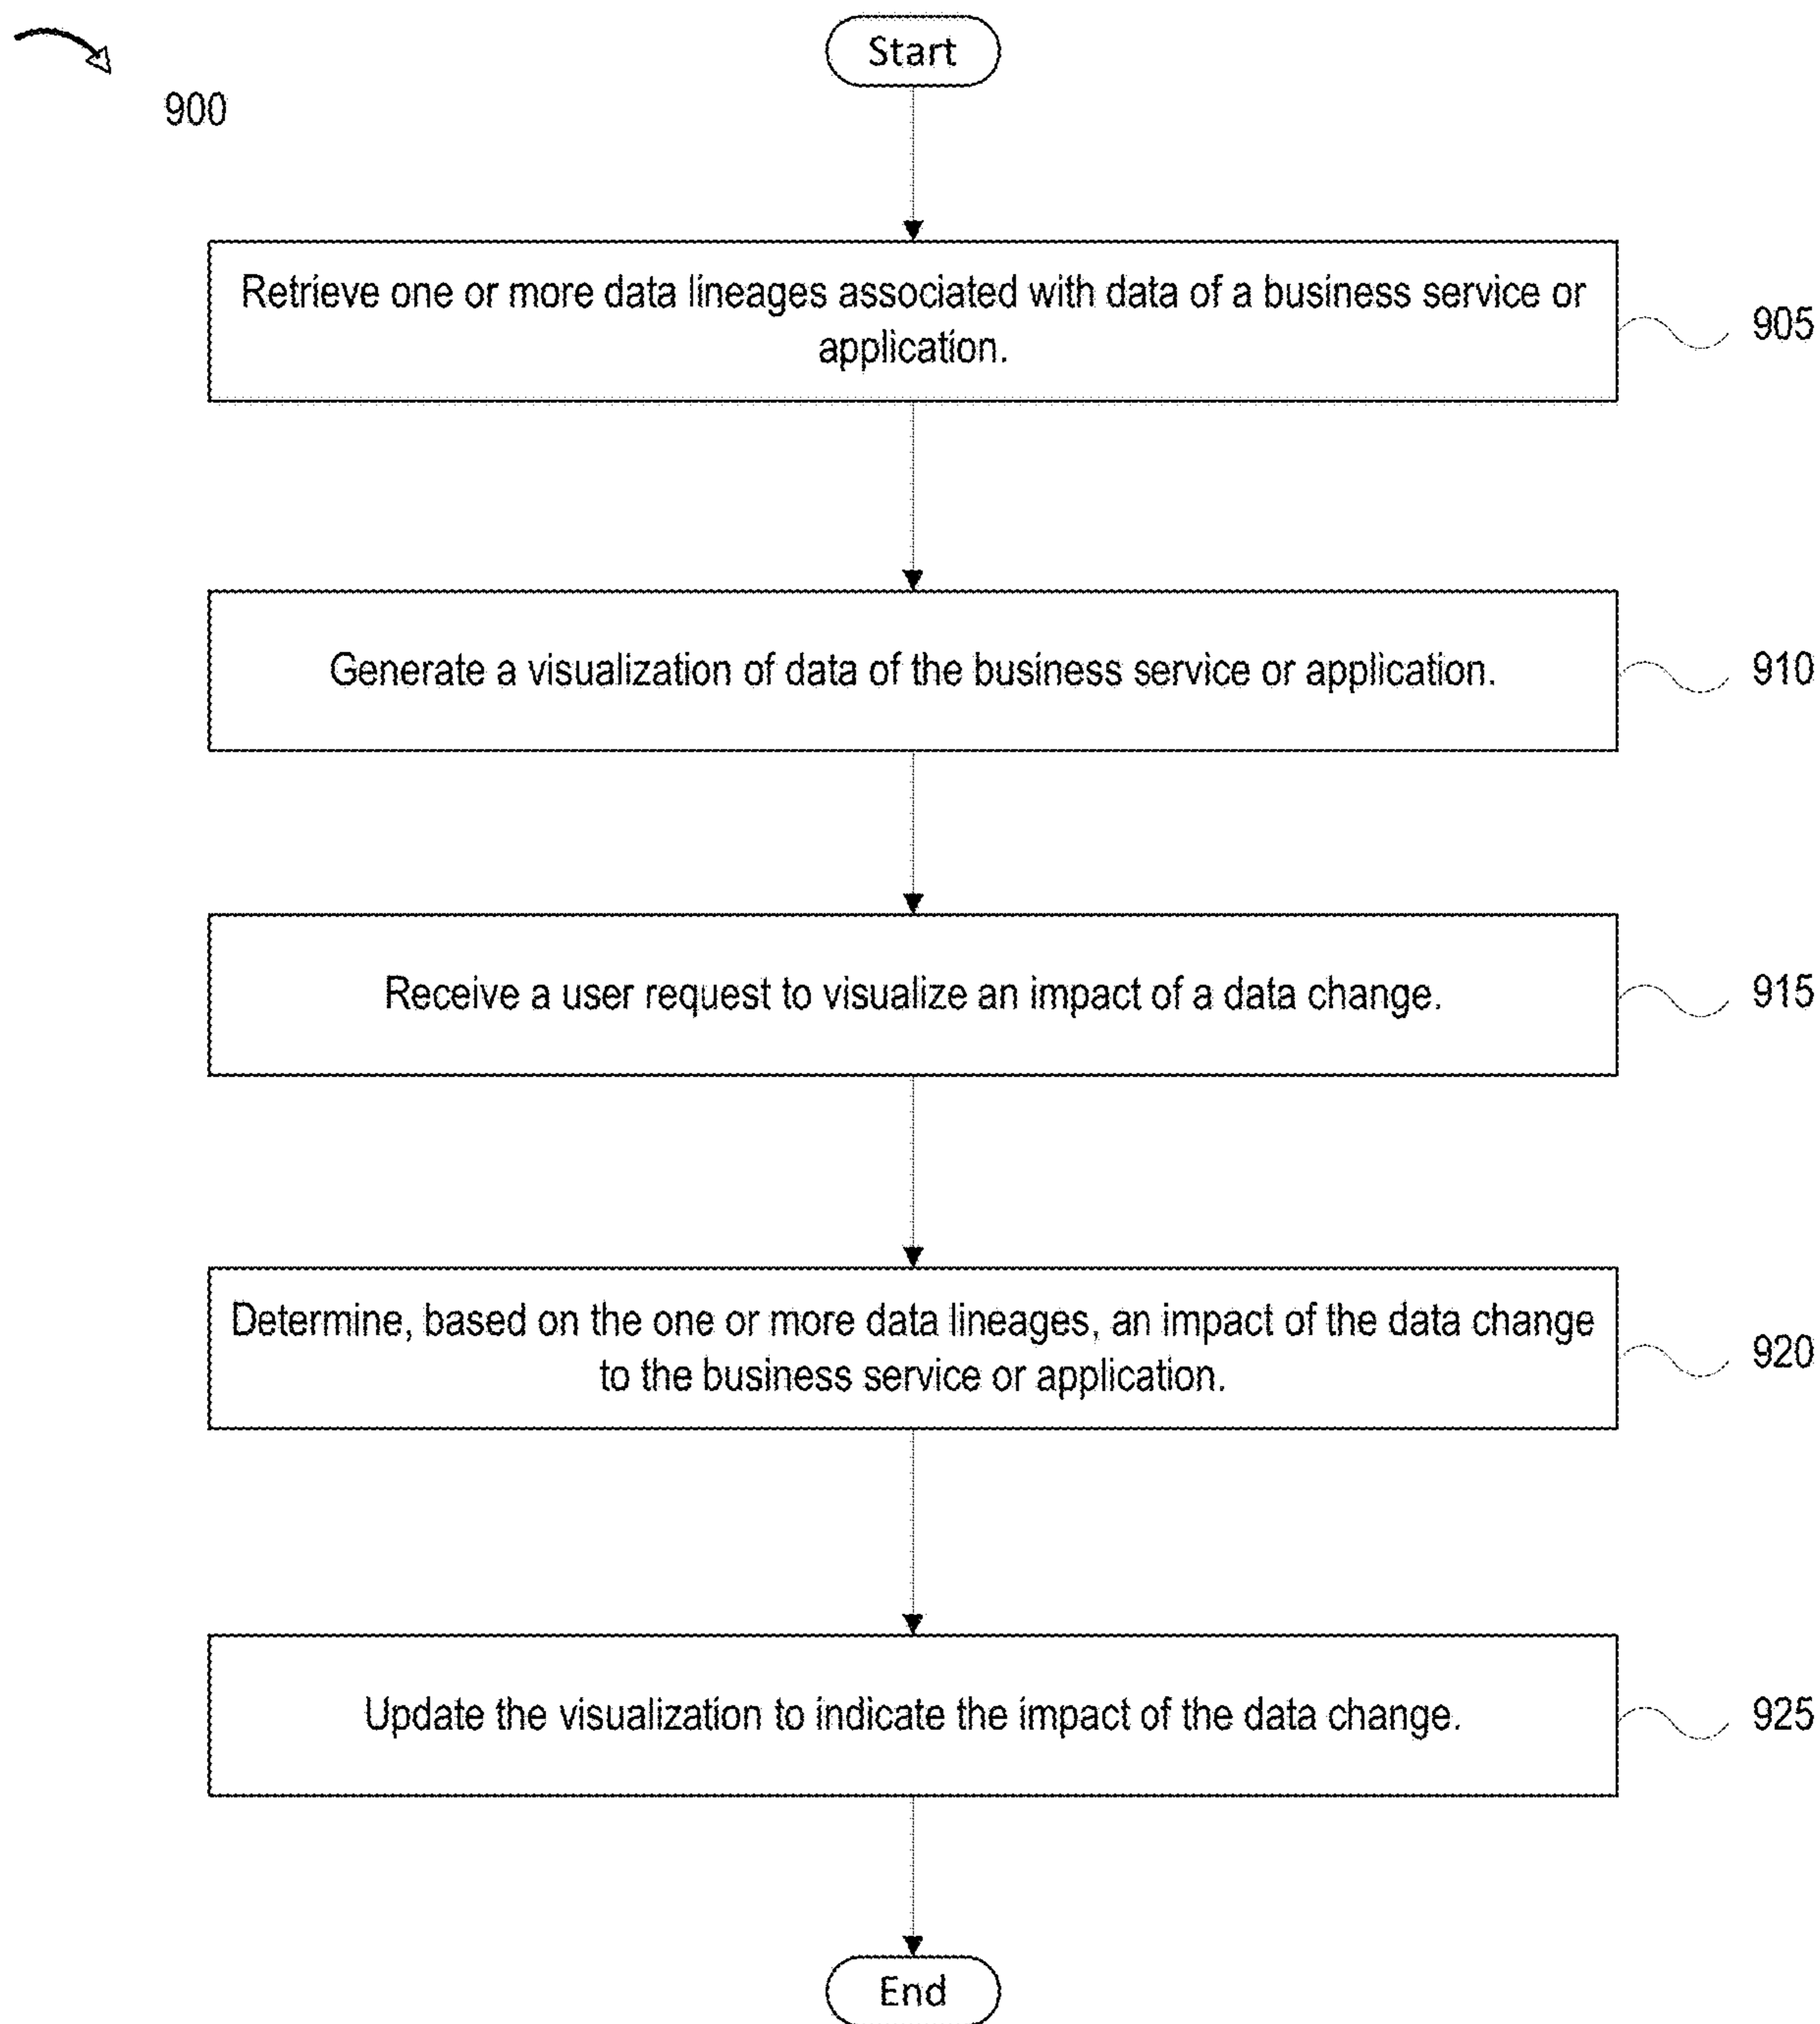 Start
900
Retrieve one or more data lineages associated with data of a business service or
application.
905
Generate a visualization of data of the business service or application.
910
Receive a user request to visualize an impact of a data change.
915
Determine, based on the one or more data lineages, an impact of the data change
to the business service or application.
920
Update the visualization to indicate the impact of the data change.
925
End